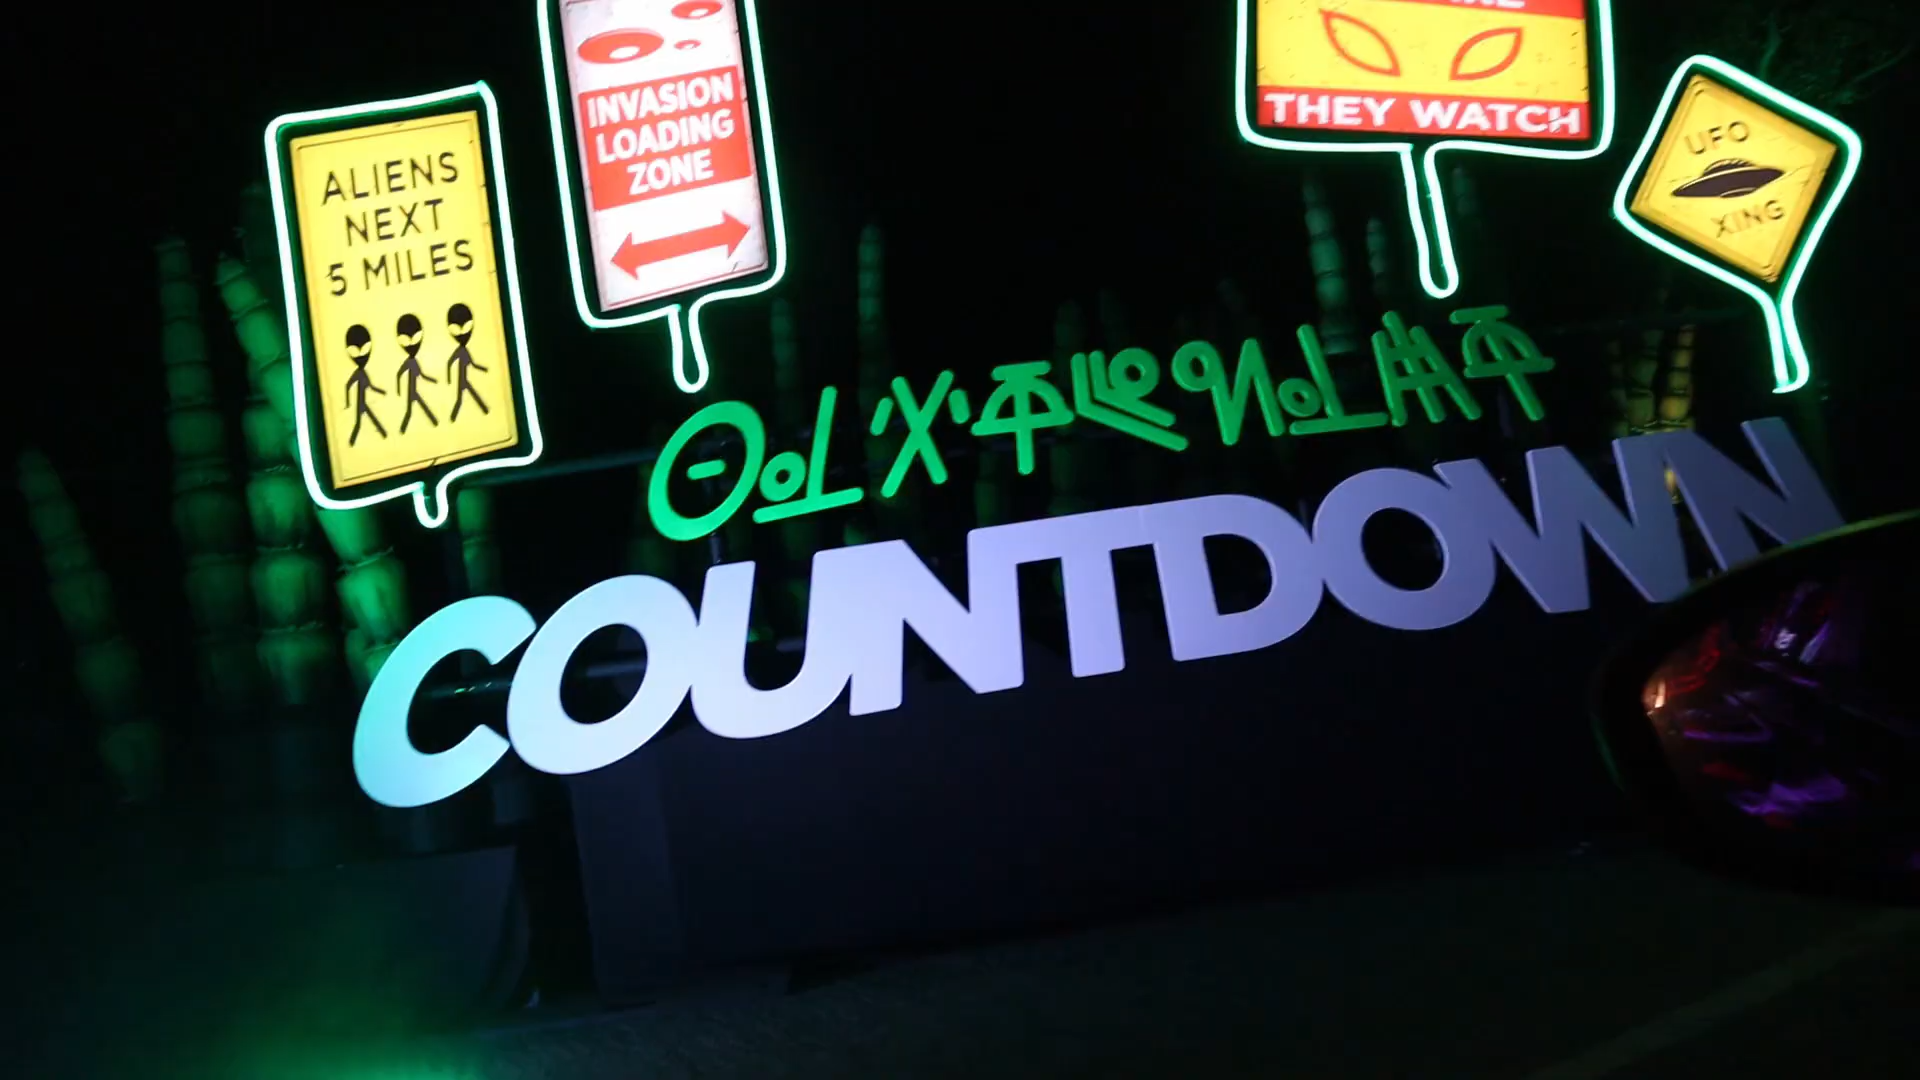 ALIENS
NEXT
5 MILES
INVASION
LOADING
ZONE
THEY WATCH
UFO
XING
COUNTDOWN